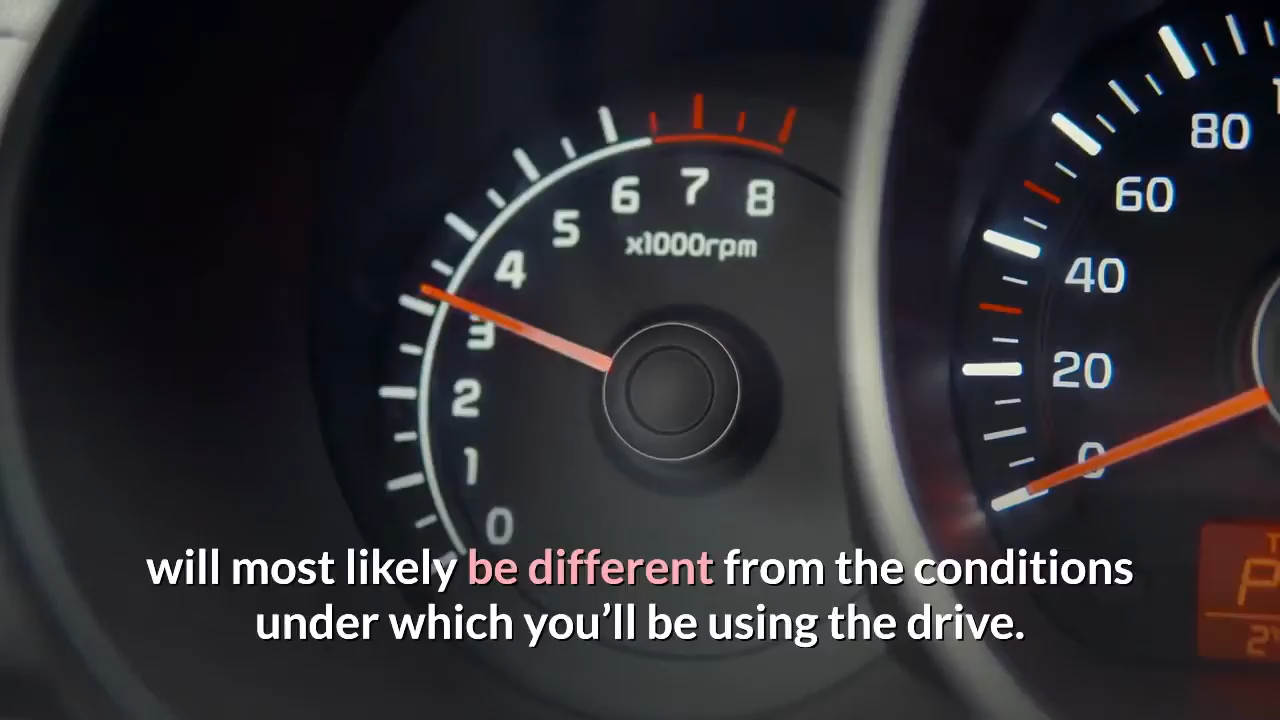 80
60
40
20
0
6 7 8
5
4
3
2
1
0
x1000rpm
P
will most likely be different from the conditions
under which you’ll be using the drive.